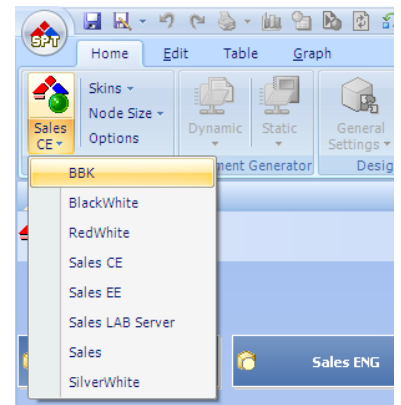 SPT
Home Edit Table Graph
Skins
Node Size
Options
Sales
CE
Dynamic
Static
General
Settings
ment Generator
Desig
BBK
BlackWhite
RedWhite
Sales CE
Sales EE
Sales LAB Server
Sales
SilverWhite
Sales ENG